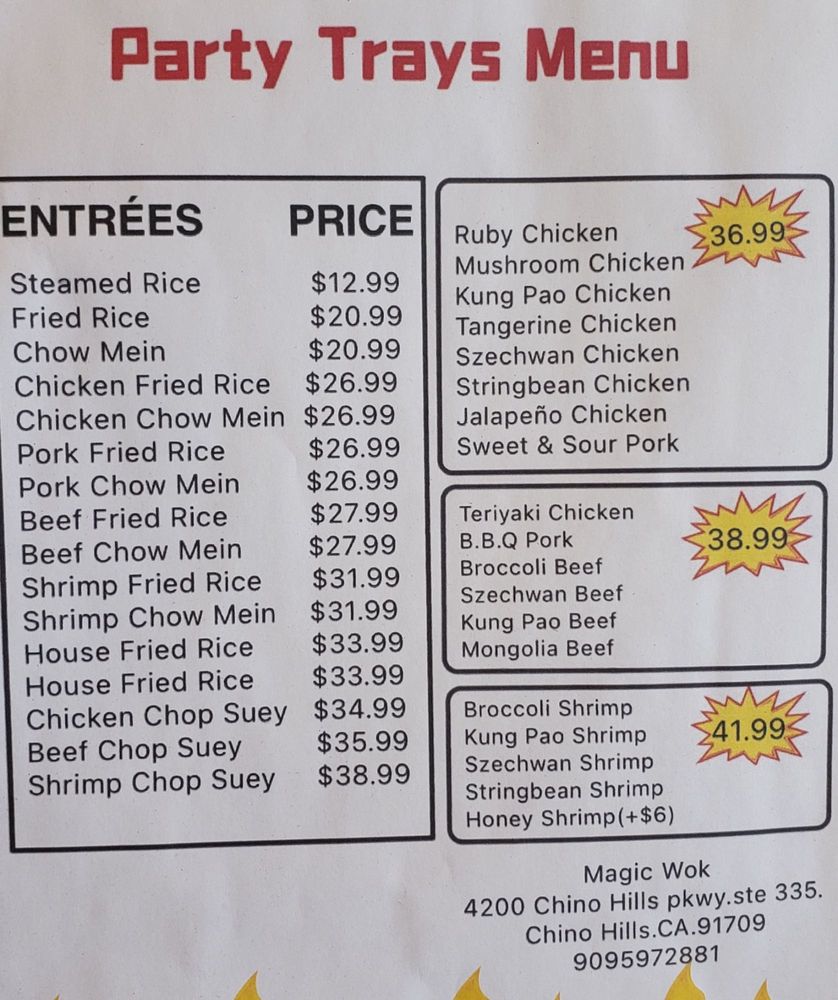 Party Trays Menu
ENTRÉES PRICE
Steamed Rice $12.99
Fried Rice $20.99
Chow Mein $20.99
Chicken Fried Rice $26.99
Chicken Chow Mein $26.99
Pork Fried Rice $26.99
Pork Chow Mein $26.99
Beef Fried Rice $27.99
Beef Chow Mein $27.99
Shrimp Fried Rice $31.99
Shrimp Chow Mein $31.99
House Fried Rice $33.99
House Fried Rice $33.99
Chicken Chop Suey $34.99
Beef Chop Suey $35.99
Shrimp Chop Suey $38.99
36.99
Ruby Chicken
Mushroom Chicken
Kung Pao Chicken
Tangerine Chicken
Szechwan Chicken
Stringbean Chicken
Jalapeño Chicken
Sweet & Sour Pork
38.99
Teriyaki Chicken
B.B.Q Pork
Broccoli Beef
Szechwan Beef
Kung Pao Beef
Mongolia Beef
41.99
Broccoli Shrimp
Kung Pao Shrimp
Szechwan Shrimp
Stringbean Shrimp
Honey Shrimp(+$6)
Magic Wok
4200 Chino Hills pkwy.ste 335.
Chino Hills.CA.91709
9095972881